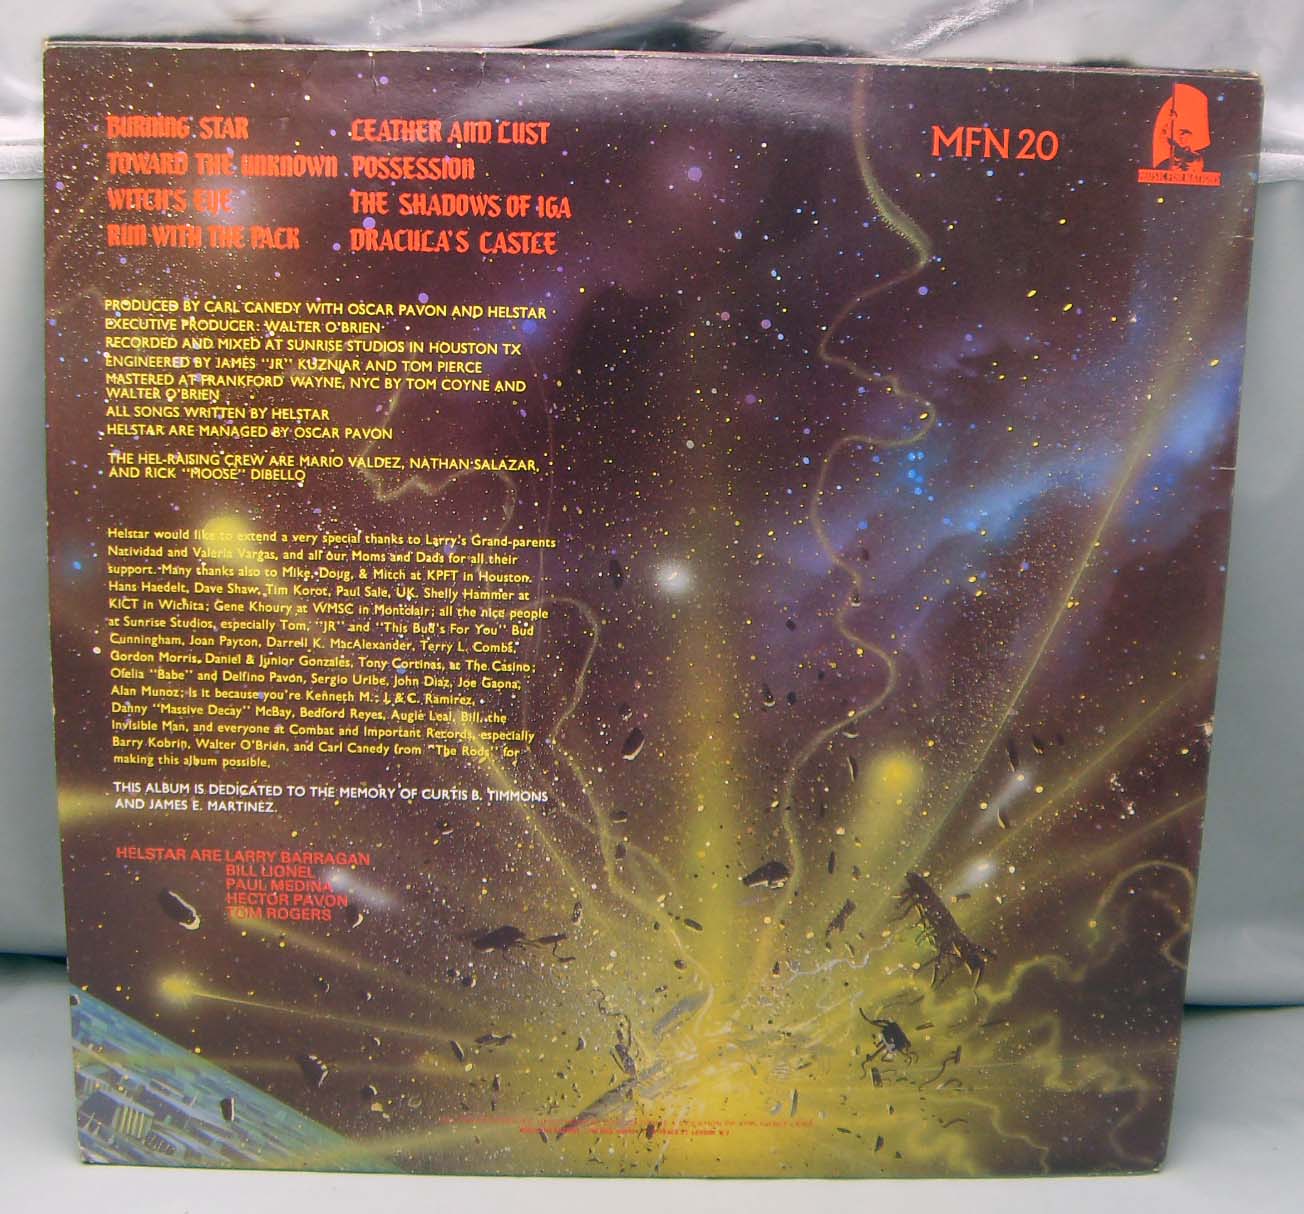 BURNING STAR
TOWARD THE UNKNOWN
WITCH'S EYE
RUN WITH THE PACK
LEATHER AND LUST
POSSESSION
THE SHADOWS OF IGA
DRACULA'S CASTLE
MFN 20
MUSIC FOR NATIONS
PRODUCED BY CARL CANEDY WITH OSCAR PAVON AND HELSTAR
EXECUTIVE PRODUCER: WALTER O'BRIEN
RECORDED AND MIXED AT SUNRISE STUDIOS IN HOUSTON TX
ENGINEERED BY JAMES "JR" KUZNIAR AND TOM PIERCE
MASTERED AT FRANKFORD WAYNE, NYC BY TOM COYNE AND
WALTER O'BRIEN
ALL SONGS WRITTEN BY HELSTAR
HELSTAR ARE MANAGED BY OSCAR PAVON
THE HEL-RAISING CREW ARE MARIO VALDEZ, NATHAN SALAZAR,
AND RICK "MOOSE" DIBELLO
Helstar would like to extend a very special thanks to Larry's Grand-parents
Natividad and Valeria Vargas, and all our Moms and Dads for all their
support. Many thanks also to Mike, Doug, & Mitch at KPFT in Houston.
Hans Haedelt, Dave Shaw, Tim Korot, Paul Sale, UK. Shelly Hammer at
KICT in Wichita; Gene Khoury at WMSC in Montclair; all the nice people
at Sunrise Studios, especially Tom, "JR" and "This Bud's For You" Bud
Cunningham, Joan Payton, Darrell K. MacAlexander, Terry L. Combs,
Gordon Morris, Daniel & Junior Gonzales, Tony Cortinas, at The Casino;
Ofelia "Babe" and Delfino Pavon, Sergio Uribe, John Diaz, Joe Gaona,
Alan Munoz; Is it because you're Kenneth M.; L & C. Ramirez,
Danny "Massive Decay" McBay, Bedford Reyes, Augie Leal, Bill, the
Invisible Man, and everyone at Combat and Important Records, especially
Barry Kobrin, Walter O'Brien, and Carl Canedy from "The Rods" for
making this album possible.
THIS ALBUM IS DEDICATED TO THE MEMORY OF CURTIS B. TIMMONS
AND JAMES E. MARTINEZ.
HELSTAR ARE LARRY BARRAGAN
BILL LIONEL
PAUL MEDINA
HECTOR PAVON
TOM ROGERS